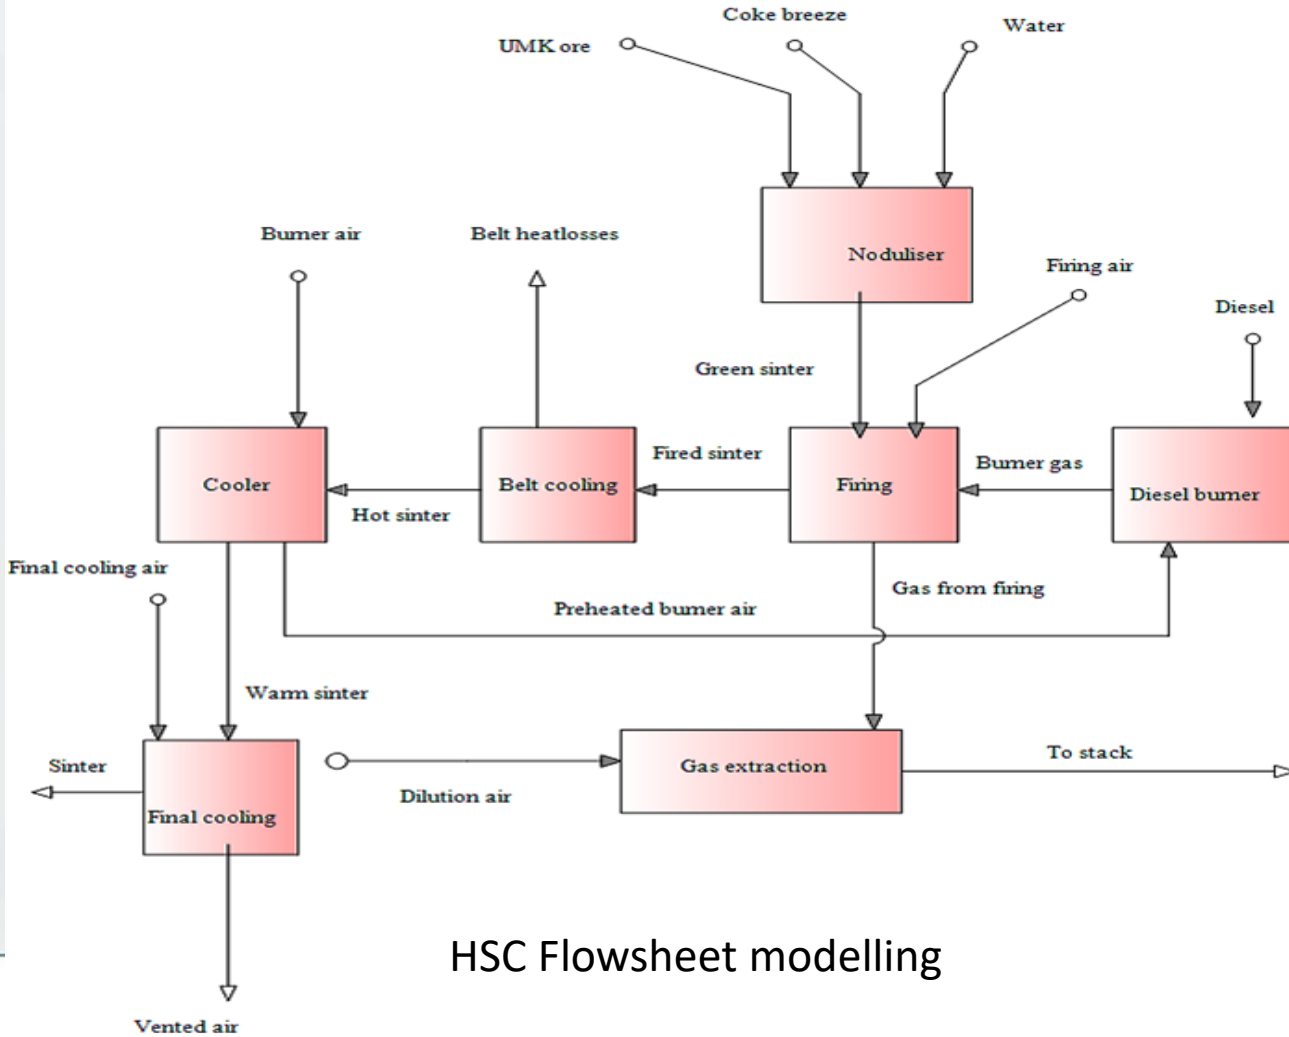 Coke breeze
Water
UMK ore
Burner air
Belt heatlosses
Noduliser
Firing air
Diesel
Green sinter
Fired sinter
Burner gas
Cooler
Belt cooling
Firing
Diesel burner
Hot sinter
Final cooling air
Gas from firing
Preheated burner air
Warm sinter
Sinter
Gas extraction
To stack
Dilution air
Final cooling
HSC Flowsheet modelling
Vented air